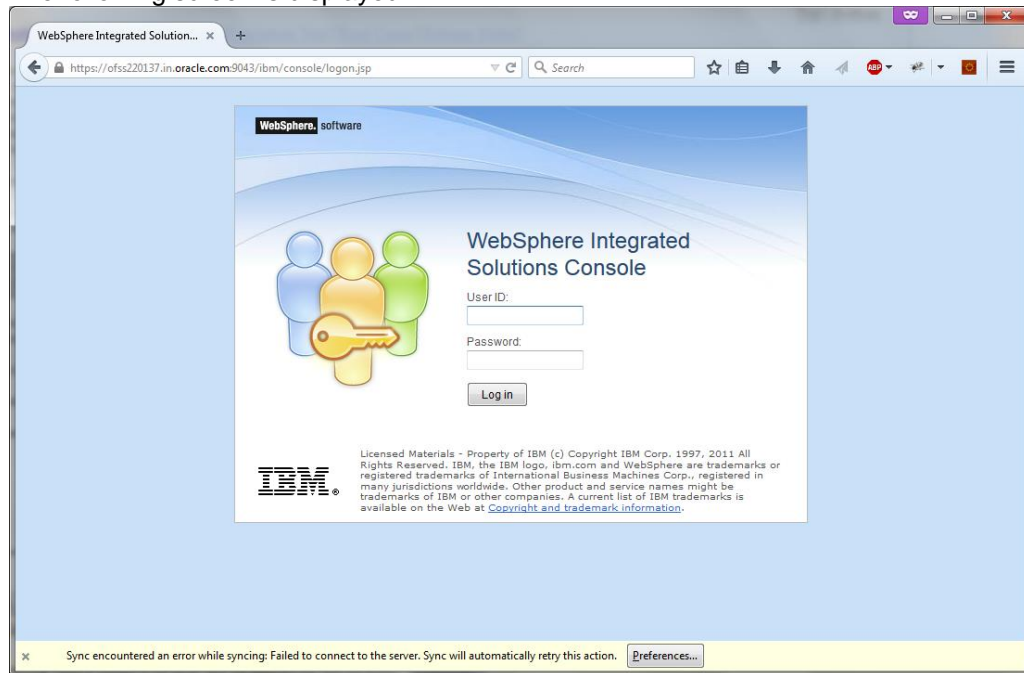 WebSphere Integrated Solution... × +
https://ofss220137.in.oracle.com:9043/ibm/console/logon.jsp Search ABP
WebSphere. software
WebSphere Integrated
Solutions Console
User ID:
Password:
Log in
IBM®
Licensed Materials - Property of IBM (c) Copyright IBM Corp. 1997, 2011 All
Rights Reserved. IBM, the IBM logo, ibm.com and WebSphere are trademarks or
registered trademarks of International Business Machines Corp., registered in
many jurisdictions worldwide. Other product and service names might be
trademarks of IBM or other companies. A current list of IBM trademarks is
available on the Web at Copyright and trademark information.
× Sync encountered an error while syncing: Failed to connect to the server. Sync will automatically retry this action. Preferences...